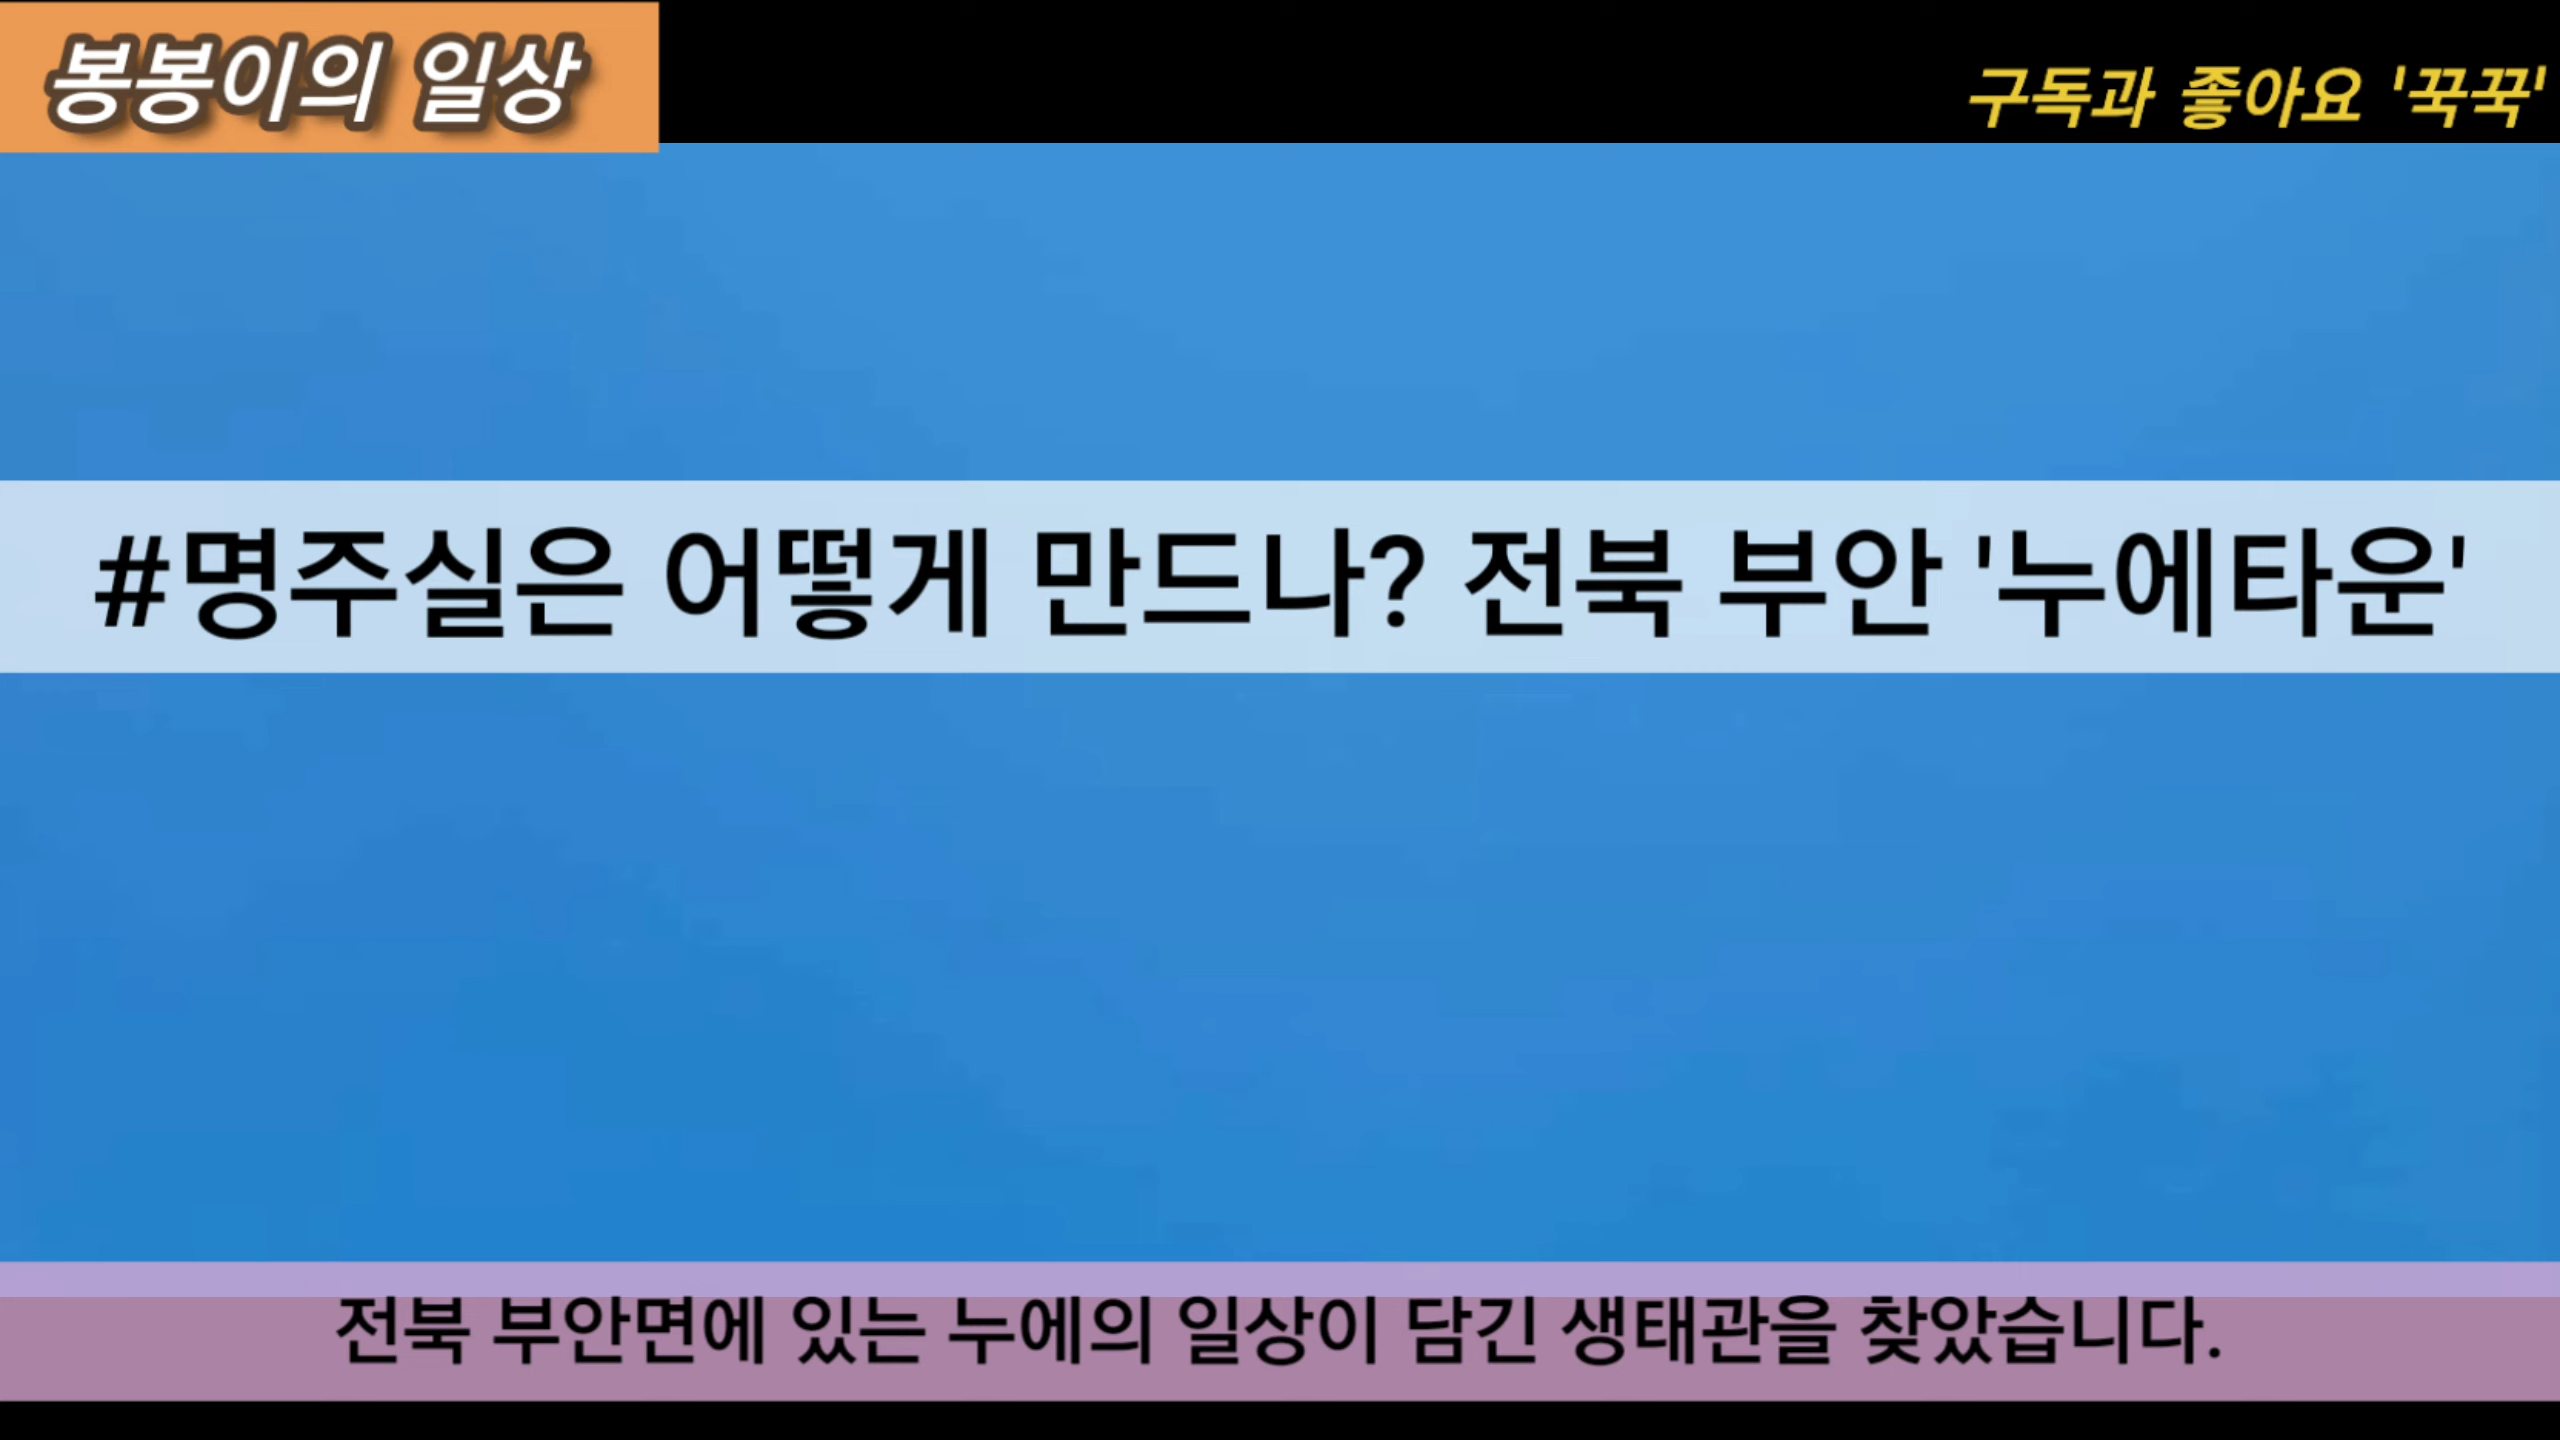 봉봉이의 일상
구독과 좋아요 '꾹꾹'
#명주실은 어떻게 만드나? 전북 부안 '누에타운'
전북 부안면에 있는 누에의 일상이 담긴 생태관을 찾았습니다.